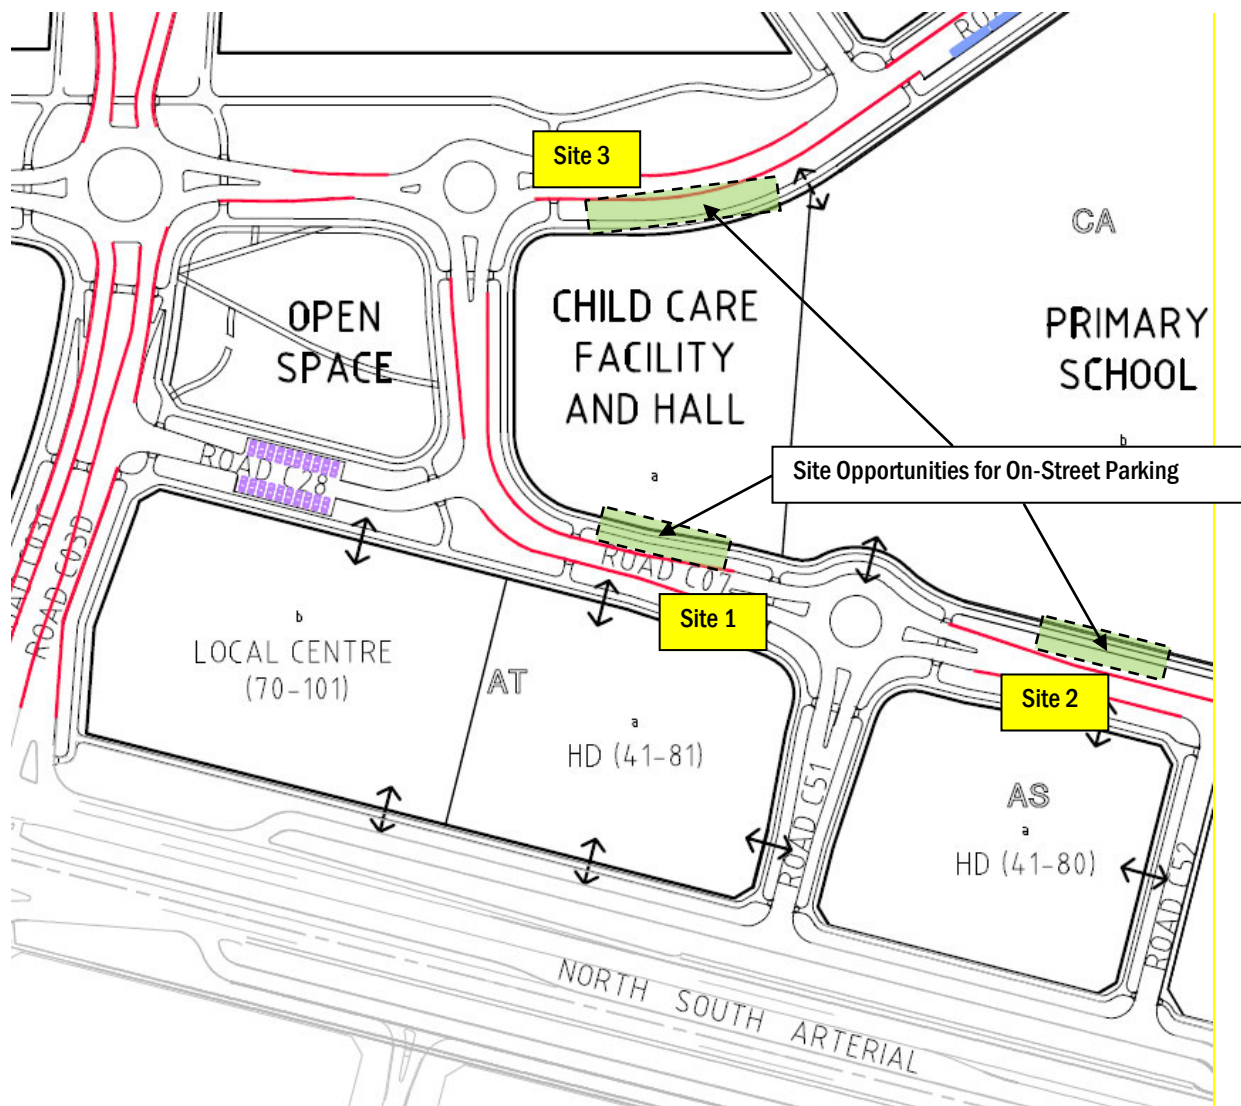 ROA
Site 3
CA
OPEN
SPACE
CHILD CARE
FACILITY
AND HALL
a
PRIMARY
SCHOOL
b
Site Opportunities for On-Street Parking
ROAD C28
ROAD C03D
ROAD C07
Site 1
Site 2
b
LOCAL CENTRE
(70-101)
AT
a
HD (41-81)
ROAD C51
AS
a
HD (41-80)
ROAD C52
NORTH SOUTH ARTERIAL